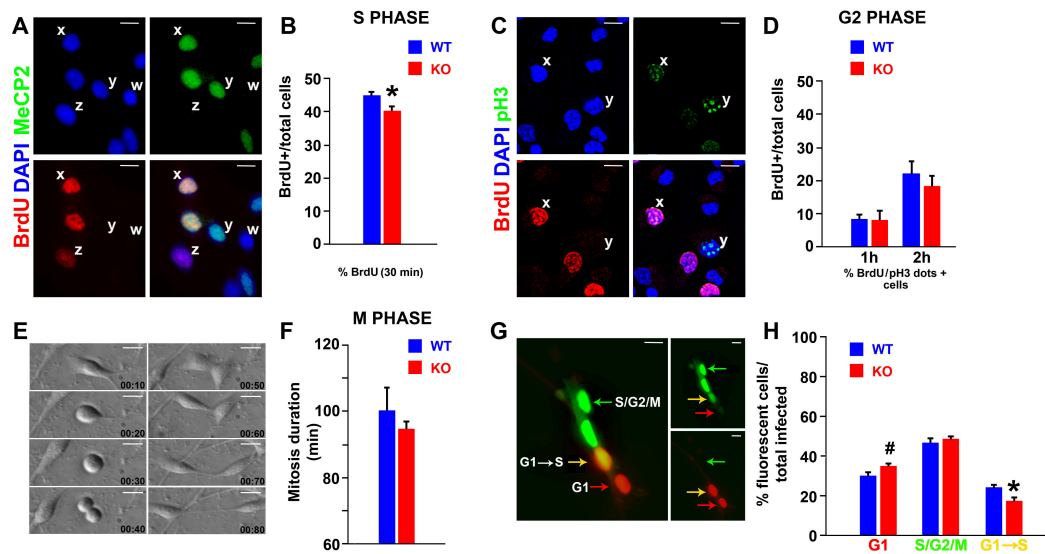 A
BrdU DAPI MeCP2
x
y
w
z
x
y
w
z
x
y
w
z
x
y
w
z
B
S PHASE
WT
KO
BrdU+/total cells
50
40
30
20
10
0
*
% BrdU (30 min)
C
BrdU DAPI pH3
x
y
x
y
x
y
x
y
D
G2 PHASE
WT
KO
BrdU+/total cells
50
40
30
20
10
0
1h
2h
% BrdU/pH3 dots +
cells
E
00:10
00:50
00:20
00:60
00:30
00:70
00:40
00:80
F
M PHASE
WT
KO
Mitosis duration
(min)
120
100
80
60
G
S/G2/M
G1→S
G1
H
WT
KO
% fluorescent cells/
total infected
100
80
60
40
20
0
#
*
G1
S/G2/M
G1→S